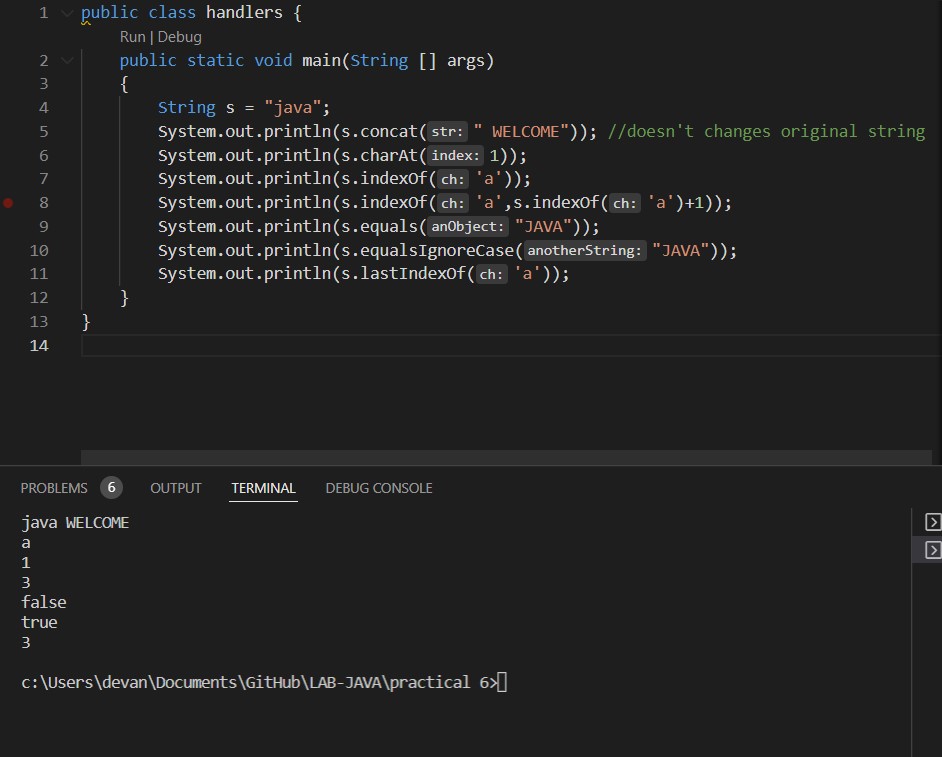 1 public class handlers {
Run | Debug
2 public static void main(String [] args)
3 {
4 String s = "java";
5 System.out.println(s.concat(str: " WELCOME")); //doesn't changes original string
6 System.out.println(s.charAt(index: 1));
7 System.out.println(s.indexOf(ch: 'a'));
8 System.out.println(s.indexOf(ch: 'a',s.indexOf(ch: 'a')+1));
9 System.out.println(s.equals(anObject: "JAVA"));
10 System.out.println(s.equalsIgnoreCase(anotherString: "JAVA"));
11 System.out.println(s.lastIndexOf(ch: 'a'));
12 }
13 }
14
PROBLEMS 6 OUTPUT TERMINAL DEBUG CONSOLE
java WELCOME
a
1
3
false
true
3
c:\Users\devan\Documents\GitHub\LAB-JAVA\practical 6>